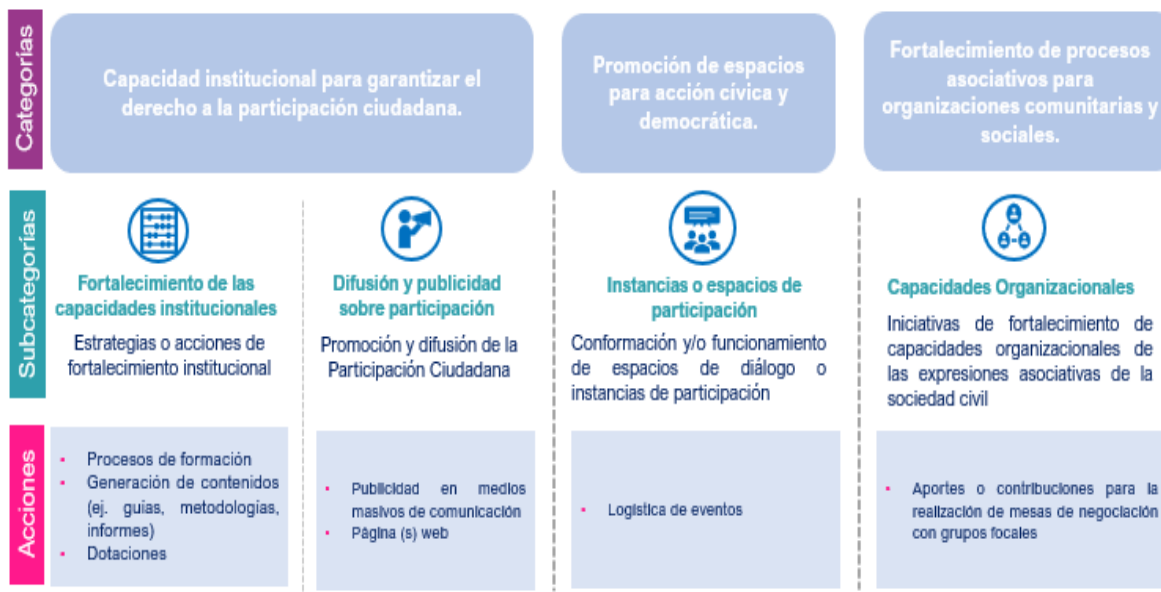 Categorías
Capacidad institucional para garantizar el
derecho a la participación ciudadana.
Promoción de espacios
para acción cívica y
democrática.
Fortalecimiento de procesos
asociativos para
organizaciones comunitarias y
sociales.
Subcategorías
Fortalecimiento de las
capacidades institucionales
Estrategias o acciones de
fortalecimiento institucional
Difusión y publicidad
sobre participación
Promoción y difusión de la
Participación Ciudadana
Instancias o espacios de
participación
Conformación y/o funcionamiento
de espacios de diálogo o
instancias de participación
Capacidades Organizacionales
Iniciativas de fortalecimiento de
capacidades organizacionales de
las expresiones asociativas de la
sociedad civil
Acciones
▪ Procesos de formación
▪ Generación de contenidos
(ej. guías, metodologías,
informes)
▪ Dotaciones
▪ Publicidad en medios
masivos de comunicación
▪ Página (s) web
▪ Logística de eventos
▪ Aportes o contribuciones para la
realización de mesas de negociación
con grupos focales